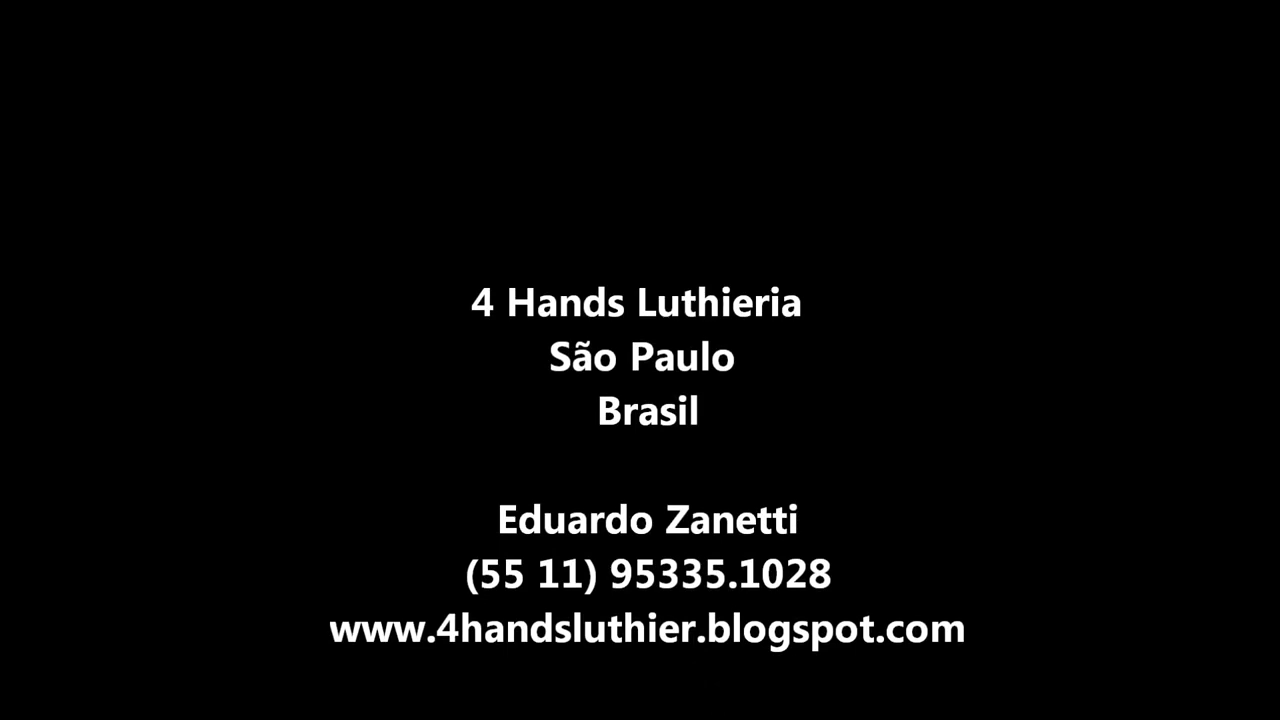 4 Hands Luthieria
São Paulo
Brasil
Eduardo Zanetti
(55 11) 95335.1028
www.4handsluthier.blogspot.com